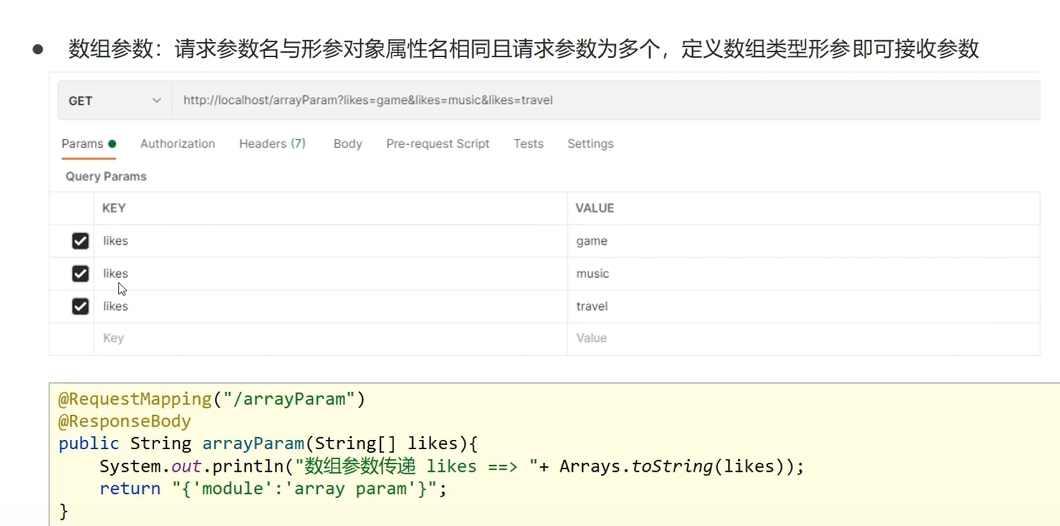 ● 数组参数：请求参数名与形参对象属性名相同且请求参数为多个，定义数组类型形参即可接收参数
GET http://localhost/arrayParam?likes=game&likes=music&likes=travel
Params Authorization Headers (7) Body Pre-request Script Tests Settings
Query Params
KEY VALUE
likes game
likes music
likes travel
Key Value
@RequestMapping("/arrayParam")
@ResponseBody
public String arrayParam(String[] likes){
    System.out.println("数组参数传递 likes ==> "+ Arrays.toString(likes));
    return "{'module':'array param'}";
}